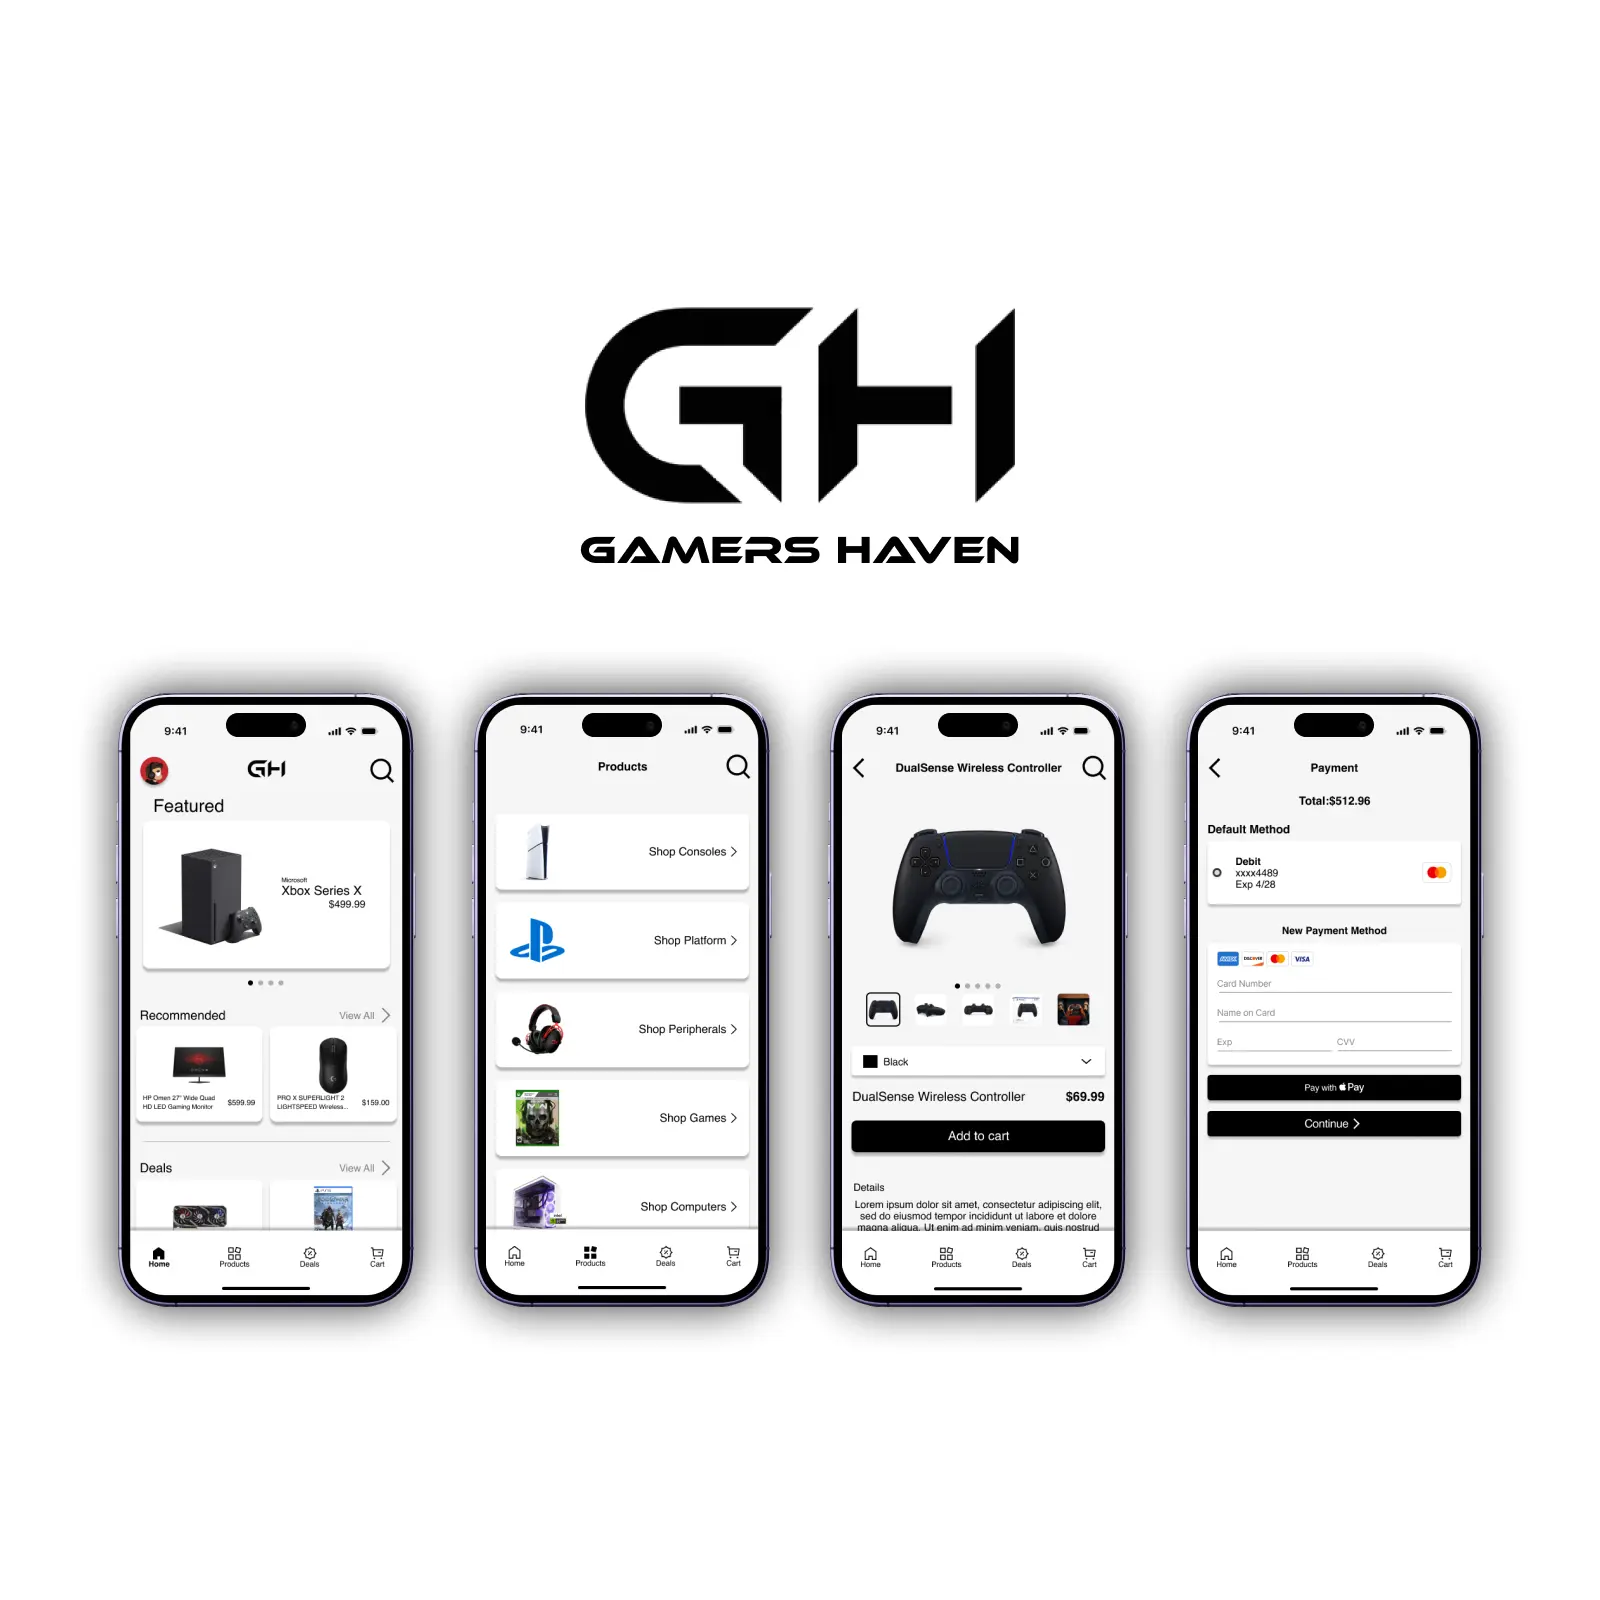 GH
GAMERS HAVEN
9:41
GH
Featured
Microsoft
Xbox Series X
$499.99
Recommended
View All
HP Omen 27" Wide Quad
HD LED Gaming Monitor
$599.99
PRO X SUPERLIGHT 2
LIGHTSPEED Wireless...
$159.00
Deals
View All
Home
Products
Deals
Cart
9:41
Products
Shop Consoles
Shop Platform
Shop Peripherals
Shop Games
Shop Computers
Home
Products
Deals
Cart
9:41
DualSense Wireless Controller
Black
DualSense Wireless Controller
$69.99
Add to cart
Details
Lorem ipsum dolor sit amet, consectetur adipiscing elit,
sed do eiusmod tempor incididunt ut labore et dolore
magna aliqua. Ut enim ad minim veniam, quis nostrud
Home
Products
Deals
Cart
9:41
Payment
Total:$512.96
Default Method
Debit
xxxx4489
Exp 4/28
New Payment Method
DISCOVER
VISA
Card Number
Name on Card
Exp
CVV
Pay with Pay
Continue
Home
Products
Deals
Cart